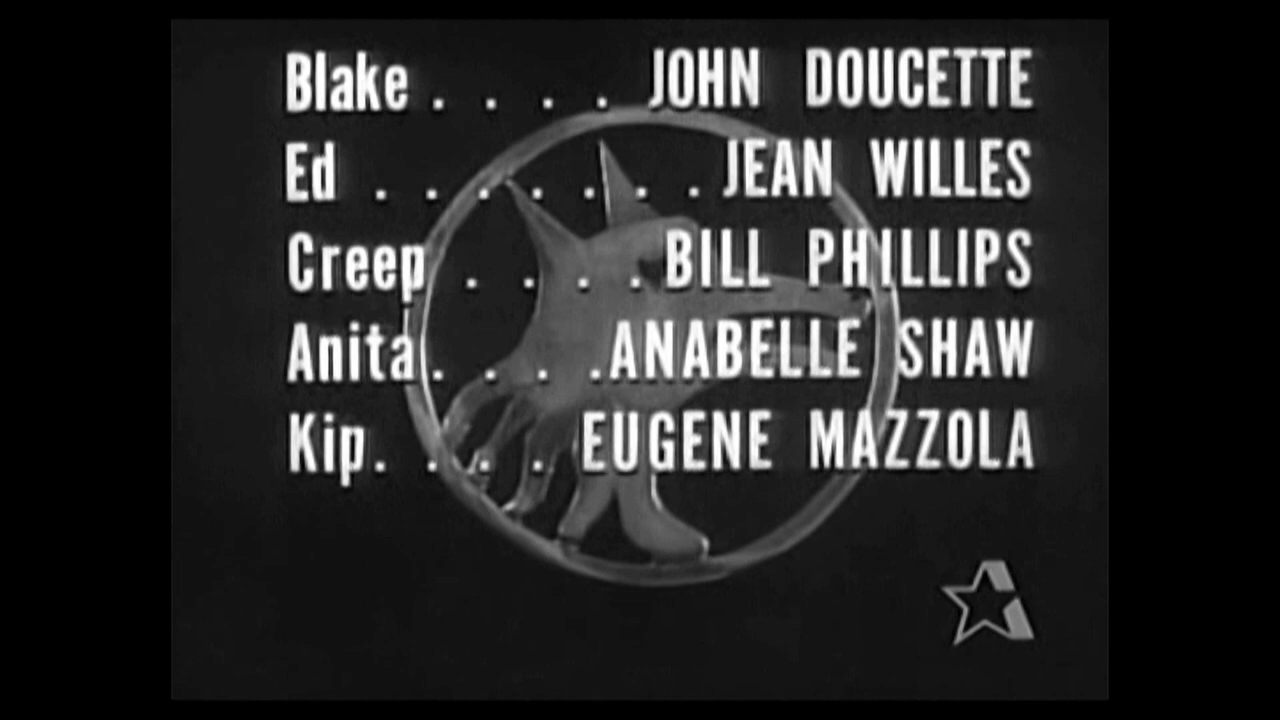 Blake . . . . JOHN DOUCETTE
Ed . . . . . . . JEAN WILLES
Creep . . . . BILL PHILLIPS
Anita . . . . ANABELLE SHAW
Kip . . . . EUGENE MAZZOLA